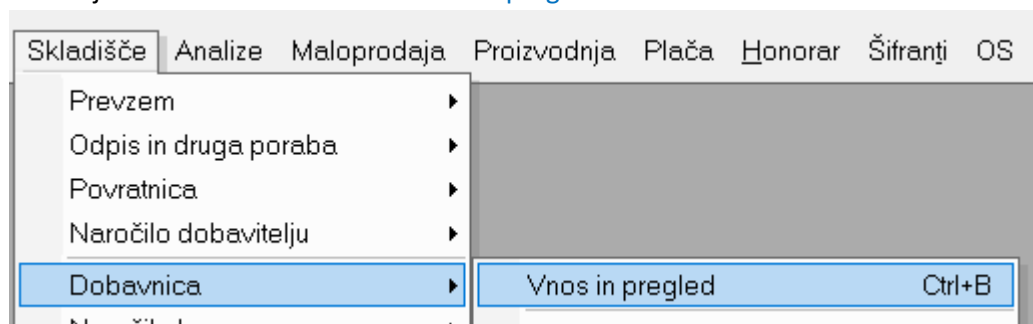 Skladišče Analize Maloprodaja Proizvodnja Plača Honorar Šifranti OS
Prevzem
Odpis in druga poraba
Povratnica
Naročilo dobavitelju
Dobavnica
Vnos in pregled Ctrl+B